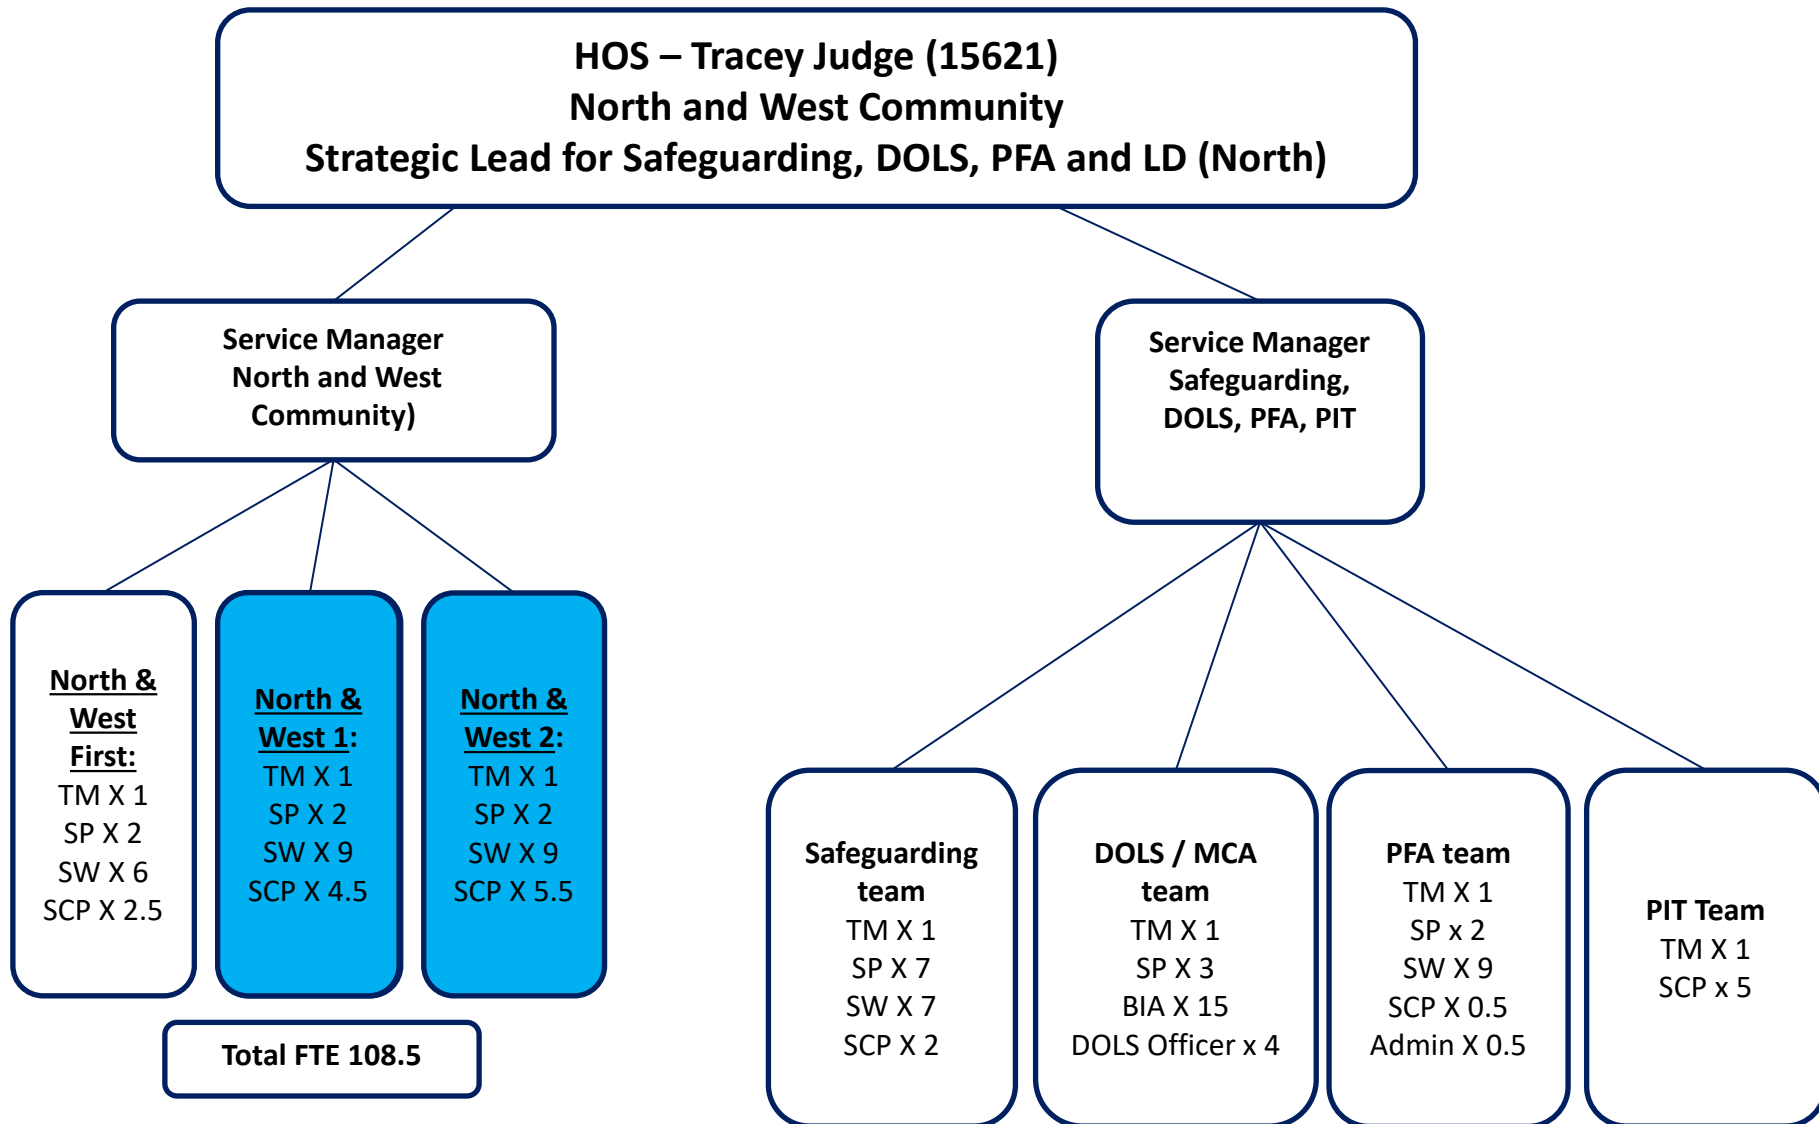 HOS – Tracey Judge (15621)
North and West Community
Strategic Lead for Safeguarding, DOLS, PFA and LD (North)
Service Manager
North and West
Community)
Service Manager
Safeguarding,
DOLS, PFA, PIT
North &
West
First:
TM X 1
SP X 2
SW X 6
SCP X 2.5
North &
West 1:
TM X 1
SP X 2
SW X 9
SCP X 4.5
North &
West 2:
TM X 1
SP X 2
SW X 9
SCP X 5.5
Total FTE 108.5
Safeguarding
team
TM X 1
SP X 7
SW X 7
SCP X 2
DOLS / MCA
team
TM X 1
SP X 3
BIA X 15
DOLS Officer x 4
PFA team
TM X 1
SP x 2
SW X 9
SCP X 0.5
Admin X 0.5
PIT Team
TM X 1
SCP x 5